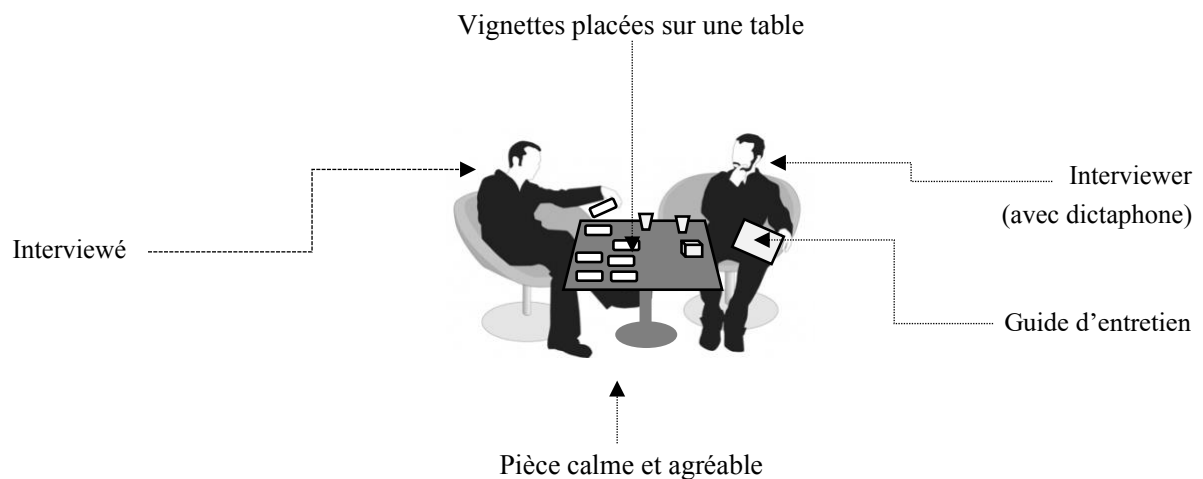 Vignettes placées sur une table
Interviewer
(avec dictaphone)
Interviewé
Guide d’entretien
Pièce calme et agréable